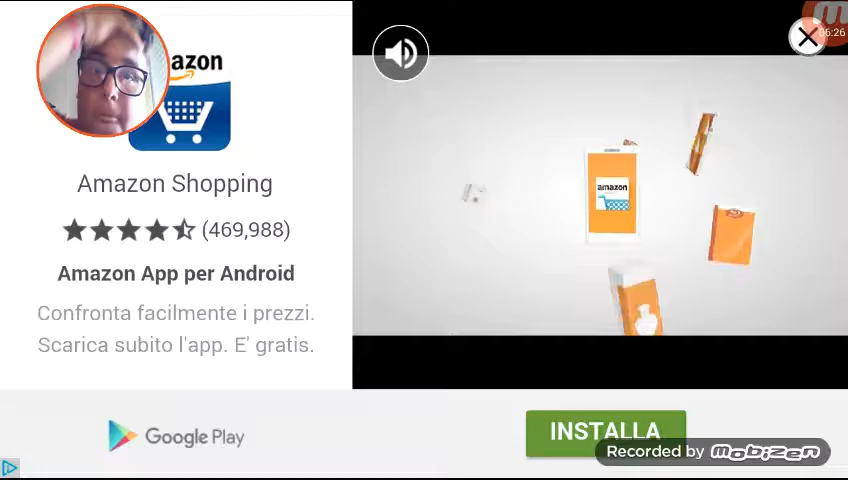 amazon
Amazon Shopping
(469,988)
Amazon App per Android
Confronta facilmente i prezzi.
Scarica subito l'app. E' gratis.
Google Play
06:26
amazon
INSTALLA
Recorded by mobizen